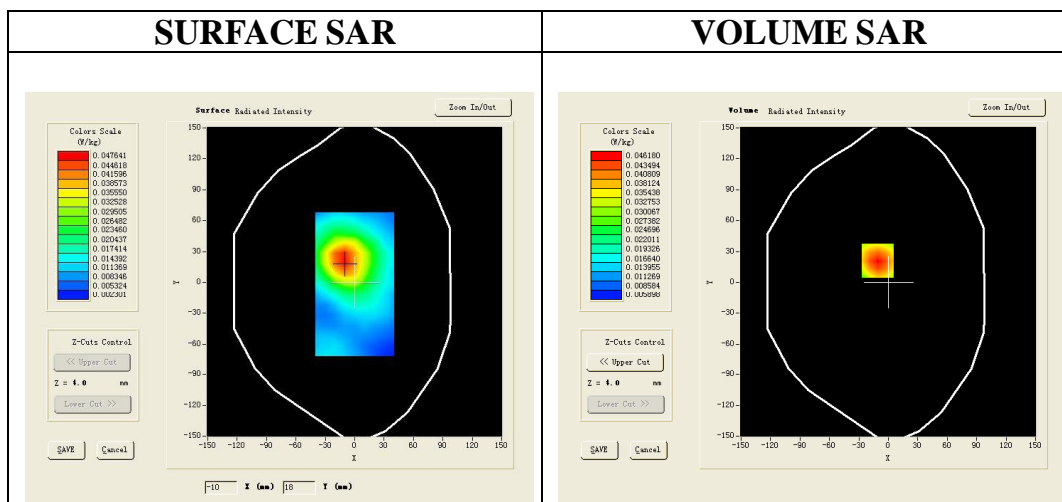 SURFACE SAR
VOLUME SAR
Surface Radiated Intensity
Zoom In/Out
Colors Scale
(W/kg)
0.047641
0.044618
0.041596
0.038573
0.035550
0.032528
0.029505
0.026482
0.023460
0.020437
0.017414
0.014392
0.011369
0.008346
0.005324
0.002301
150
120
90
60
30
0
-30
-60
-90
-120
-150
Y
-150 -120 -90 -60 -30 0 30 60 90 120 150
X
Z-Cuts Control
<< Upper Cut
Z = 4.0 mm
Lower Cut >>
SAVE Cancel
-10 X (mm) 18 Y (mm)
Volume Radiated Intensity
Zoom In/Out
Colors Scale
(W/kg)
0.046180
0.043494
0.040809
0.038124
0.035438
0.032753
0.030067
0.027382
0.024696
0.022011
0.019326
0.016640
0.013955
0.011269
0.008584
0.005898
150
120
90
60
30
0
-30
-60
-90
-120
-150
Y
-150 -120 -90 -60 -30 0 30 60 90 120 150
X
Z-Cuts Control
<< Upper Cut
Z = 4.0 mm
Lower Cut >>
SAVE Cancel